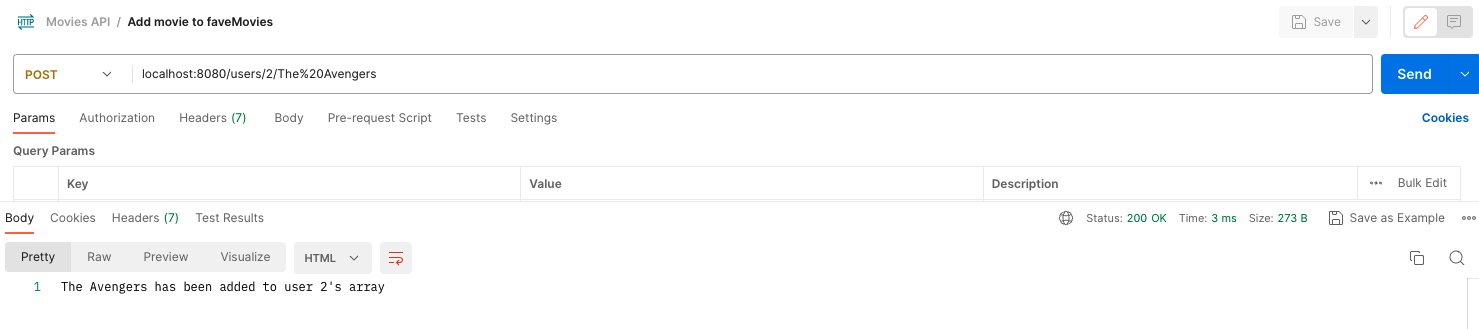 HTTP Movies API / Add movie to faveMovies Save
POST localhost:8080/users/2/The%20Avengers Send
Params Authorization Headers (7) Body Pre-request Script Tests Settings Cookies
Query Params
Key Value Description ••• Bulk Edit
Body Cookies Headers (7) Test Results Status: 200 OK Time: 3 ms Size: 273 B Save as Example •••
Pretty Raw Preview Visualize HTML
1 The Avengers has been added to user 2's array